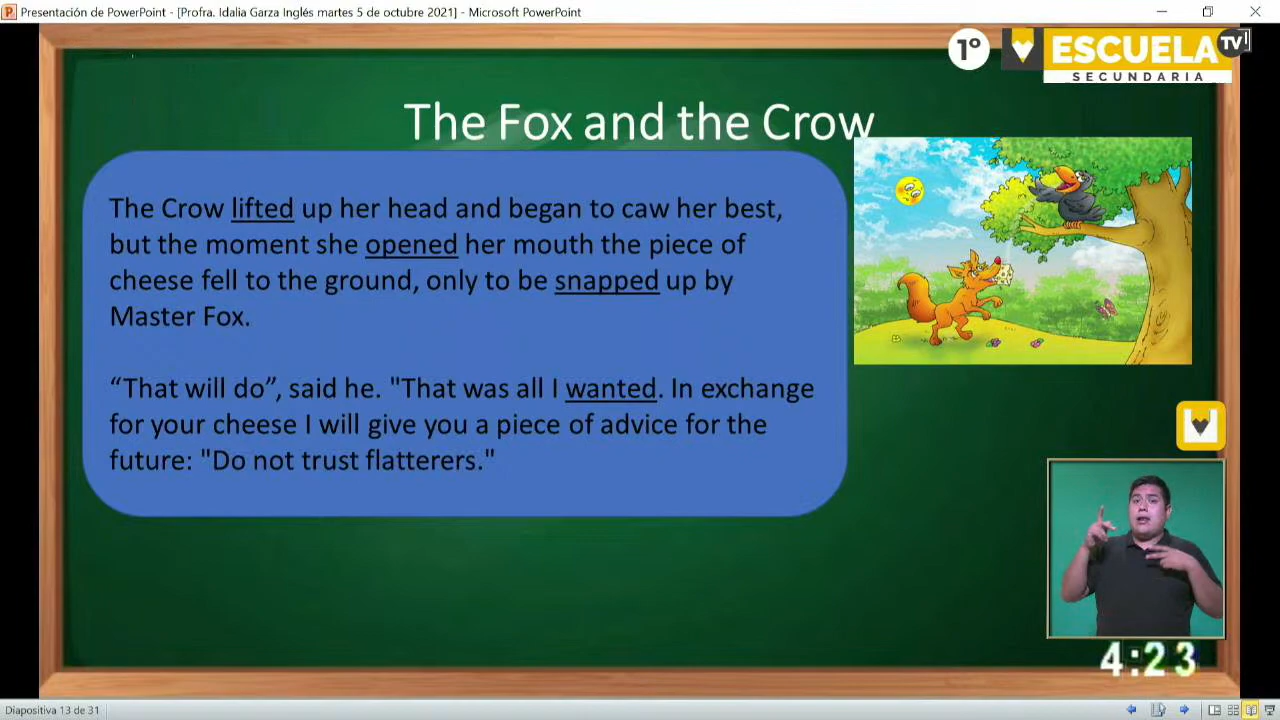 Presentación de PowerPoint - [Profra. Idalia Garza Inglés martes 5 de octubre 2021] - Microsoft PowerPoint
1º
ESCUELA TV
SECUNDARIA
The Fox and the Crow
The Crow lifted up her head and began to caw her best,
but the moment she opened her mouth the piece of
cheese fell to the ground, only to be snapped up by
Master Fox.
“That will do”, said he. "That was all I wanted. In exchange
for your cheese I will give you a piece of advice for the
future: "Do not trust flatterers."
4:23
Diapositiva 13 de 31